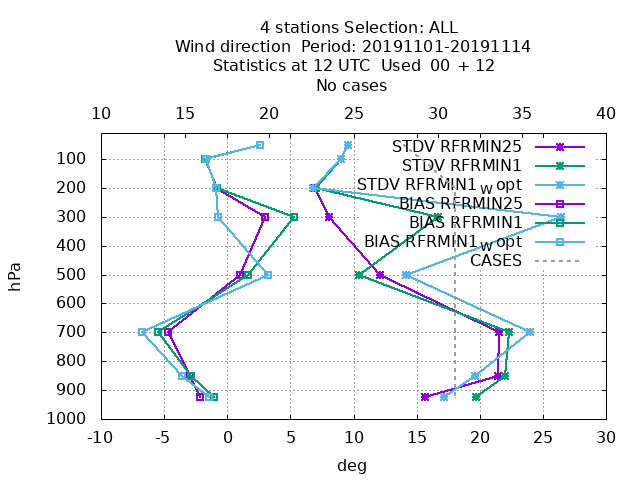 4 stations Selection: ALL
Wind direction  Period: 20191101-20191114
Statistics at 12 UTC  Used  00 + 12
No cases
10 15 20 25 30 35 40
STDV RFRMIN25
STDV RFRMIN1
STDV RFRMIN1_w opt
BIAS RFRMIN25
BIAS RFRMIN1
BIAS RFRMIN1_w opt
CASES
hPa
100
200
300
400
500
600
700
800
900
1000
-10 -5 0 5 10 15 20 25 30
deg